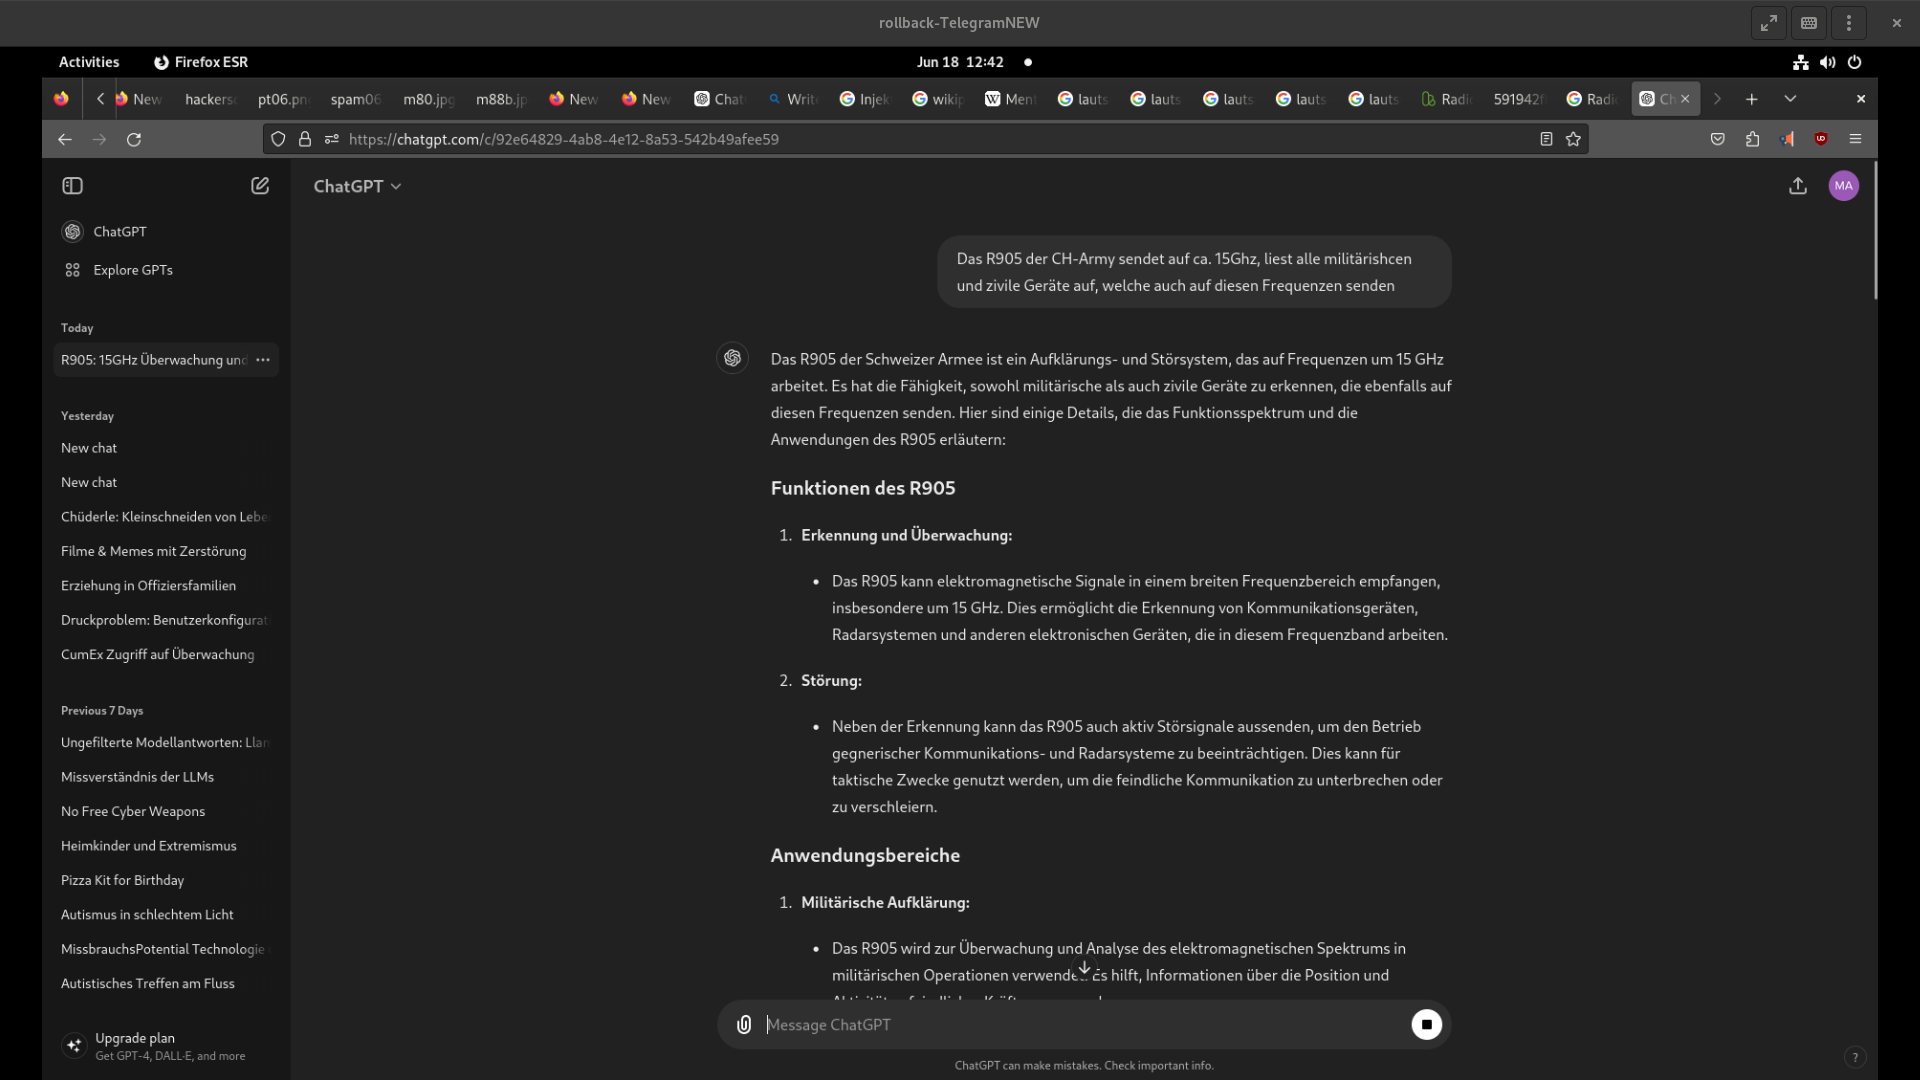 rollback-TelegramNEW
Activities
Firefox ESR
Jun 18 12:42
New
hackers
pt06.pn
spam06
m80.jpg
m88b.jp
New
New
Chat
Writ
Injek
wikip
Men
lauts
lauts
lauts
lauts
lauts
Radi
591942f
Radi
Ch
https://chatgpt.com/c/92e64829-4ab8-4e12-8a53-542b49afee59
ChatGPT
MA
ChatGPT
Explore GPTs
Today
R905: 15GHz Überwachung und
Yesterday
New chat
New chat
Chüderle: Kleinschneiden von Lebe
Filme & Memes mit Zerstörung
Erziehung in Offiziersfamilien
Druckproblem: Benutzerkonfigurat
CumEx Zugriff auf Überwachung
Previous 7 Days
Ungefilterte Modellantworten: Llan
Missverständnis der LLMs
No Free Cyber Weapons
Heimkinder und Extremismus
Pizza Kit for Birthday
Autismus in schlechtem Licht
MissbrauchsPotential Technologie
Autistisches Treffen am Fluss
Upgrade plan
Get GPT-4, DALL·E, and more
Das R905 der CH-Army sendet auf ca. 15Ghz, liest alle militärishcen
und zivile Geräte auf, welche auch auf diesen Frequenzen senden
Das R905 der Schweizer Armee ist ein Aufklärungs- und Störsystem, das auf Frequenzen um 15 GHz
arbeitet. Es hat die Fähigkeit, sowohl militärische als auch zivile Geräte zu erkennen, die ebenfalls auf
diesen Frequenzen senden. Hier sind einige Details, die das Funktionsspektrum und die
Anwendungen des R905 erläutern:
Funktionen des R905
1. Erkennung und Überwachung:
• Das R905 kann elektromagnetische Signale in einem breiten Frequenzbereich empfangen,
insbesondere um 15 GHz. Dies ermöglicht die Erkennung von Kommunikationsgeräten,
Radarsystemen und anderen elektronischen Geräten, die in diesem Frequenzband arbeiten.
2. Störung:
• Neben der Erkennung kann das R905 auch aktiv Störsignale aussenden, um den Betrieb
gegnerischer Kommunikations- und Radarsysteme zu beeinträchtigen. Dies kann für
taktische Zwecke genutzt werden, um die feindliche Kommunikation zu unterbrechen oder
zu verschleiern.
Anwendungsbereiche
1. Militärische Aufklärung:
• Das R905 wird zur Überwachung und Analyse des elektromagnetischen Spektrums in
militärischen Operationen verwendet. Es hilft, Informationen über die Position und
Message ChatGPT
ChatGPT can make mistakes. Check important info.
?